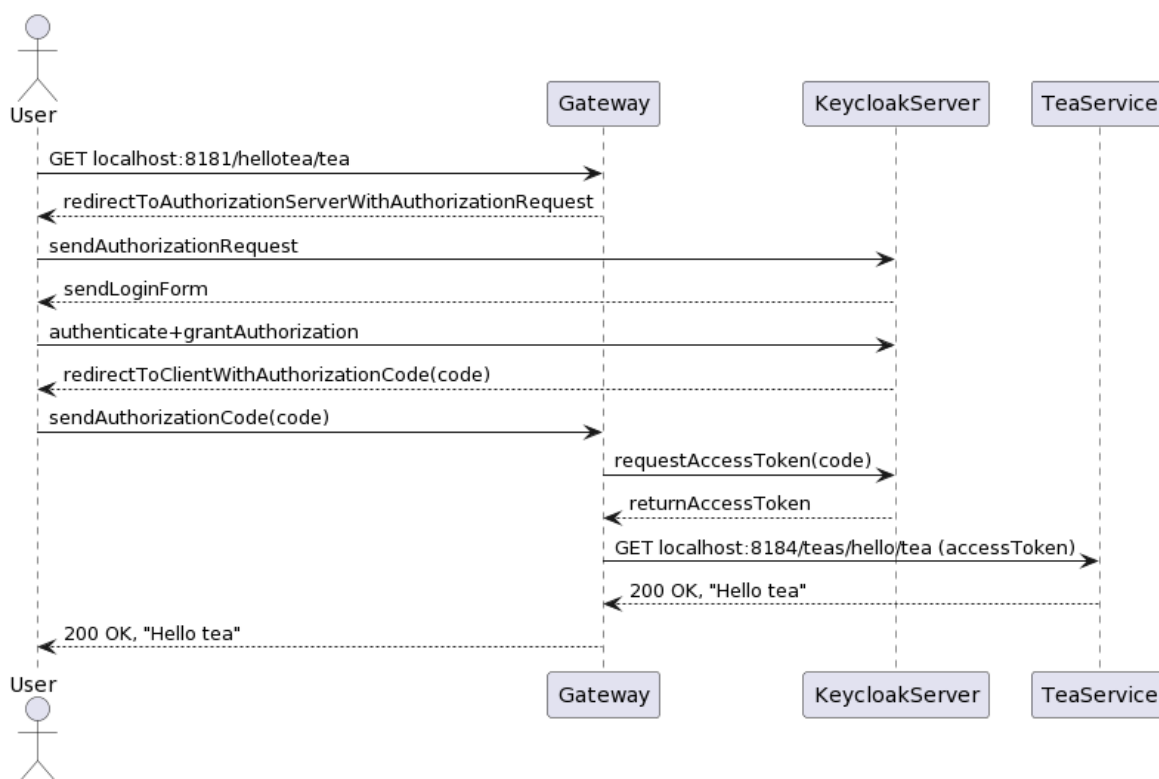 User
Gateway
KeycloakServer
TeaService
GET localhost:8181/hellotea/tea
redirectToAuthorizationServerWithAuthorizationRequest
sendAuthorizationRequest
sendLoginForm
authenticate+grantAuthorization
redirectToClientWithAuthorizationCode(code)
sendAuthorizationCode(code)
requestAccessToken(code)
returnAccessToken
GET localhost:8184/teas/hello/tea (accessToken)
200 OK, "Hello tea"
200 OK, "Hello tea"
User
Gateway
KeycloakServer
TeaService